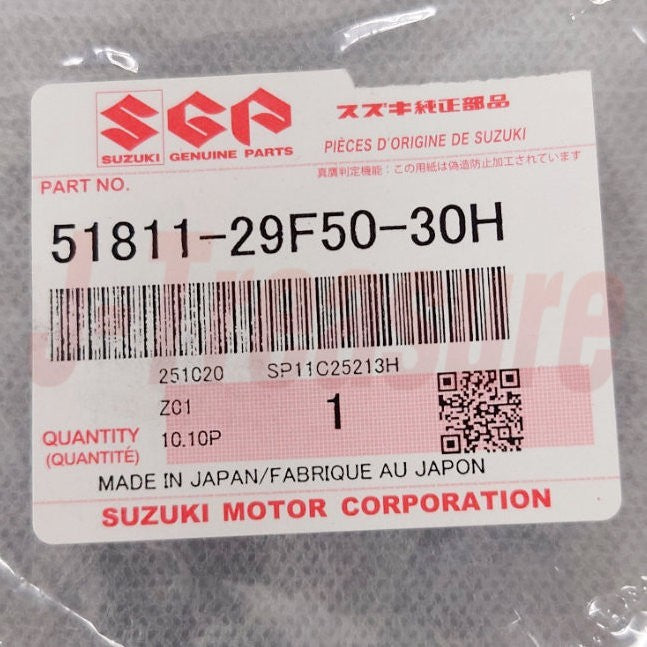 SGP
SUZUKI GENUINE PARTS
スズキ純正部品
PIÈCES D'ORIGINE DE SUZUKI
真贋判定機能：この用紙は偽造防止加工されています
PART NO.
51811-29F50-30H
J-Treasure
251020 SP11C25213H
ZC1
1
QUANTITY
(QUANTITÉ)
10.10P
MADE IN JAPAN/FABRIQUE AU JAPON
SUZUKI MOTOR CORPORATION